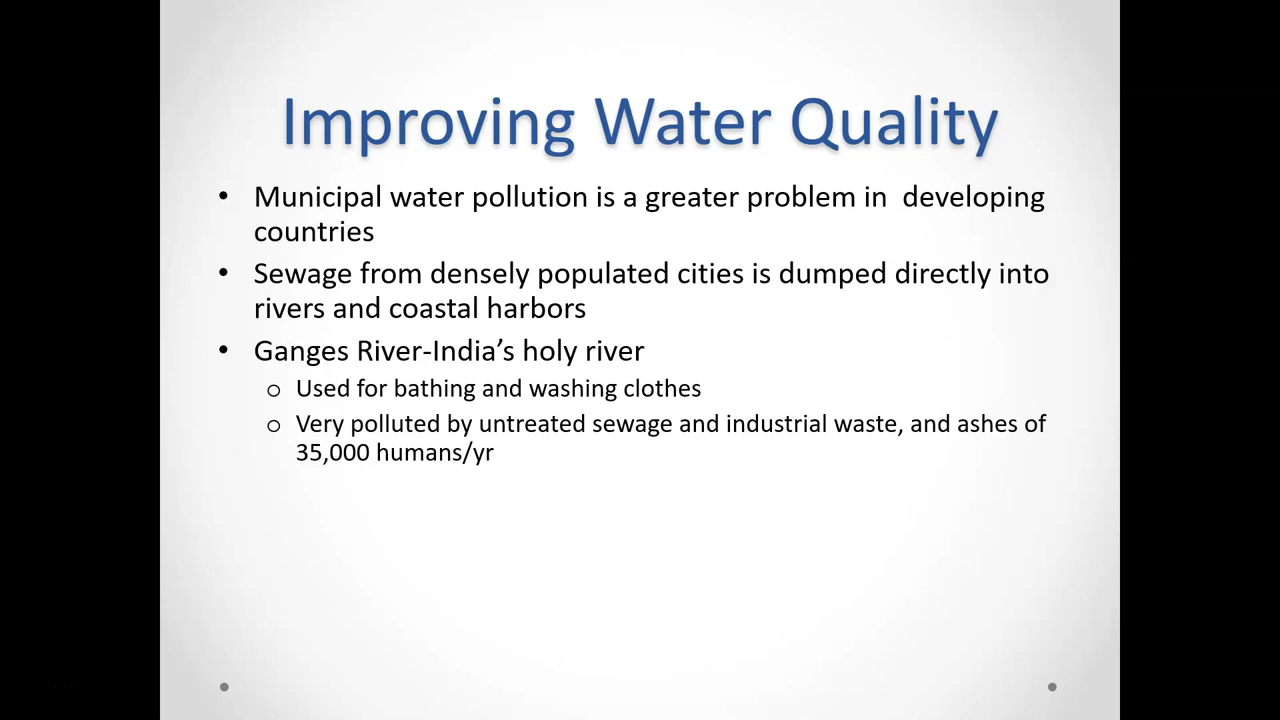 Improving Water Quality
• Municipal water pollution is a greater problem in  developing
countries
• Sewage from densely populated cities is dumped directly into
rivers and coastal harbors
• Ganges River-India’s holy river
o Used for bathing and washing clothes
o Very polluted by untreated sewage and industrial waste, and ashes of
35,000 humans/yr